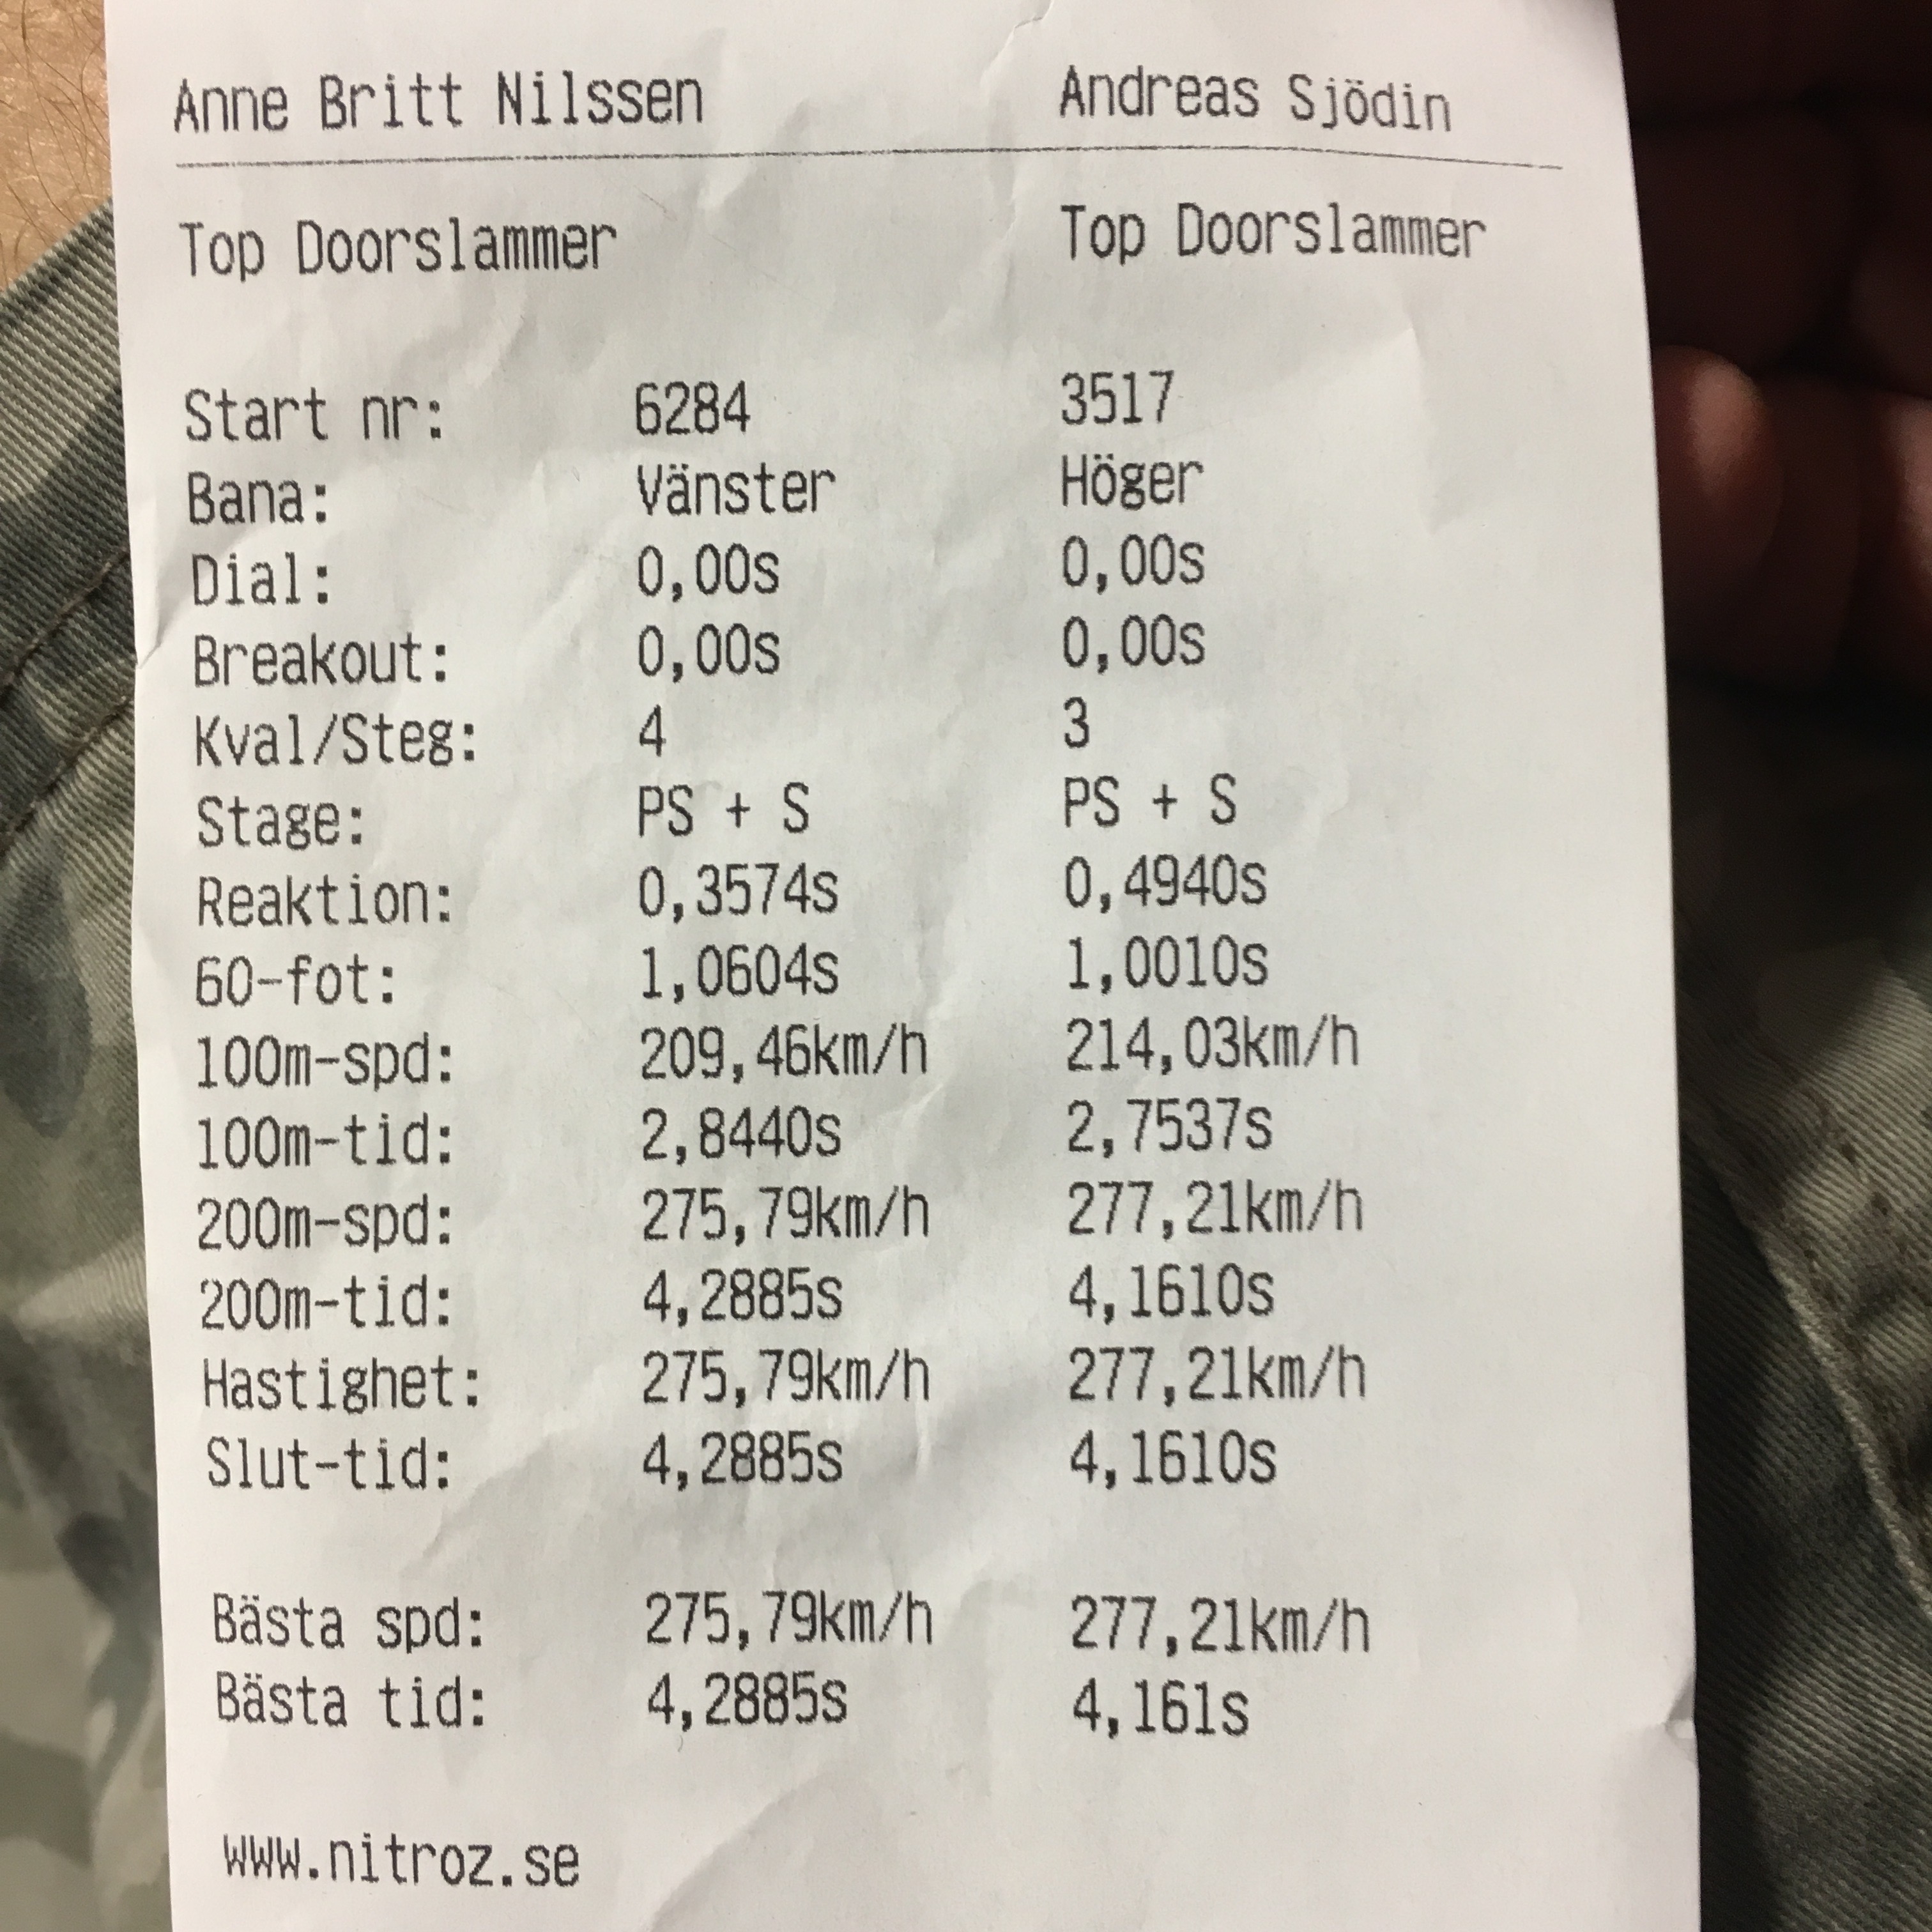 Anne Britt Nilssen Andreas Sjödin
Top Doorslammer Top Doorslammer
Start nr: 6284 3517
Bana: Vänster Höger
Dial: 0,00s 0,00s
Breakout: 0,00s 0,00s
Kval/Steg: 4 3
Stage: PS + S PS + S
Reaktion: 0,3574s 0,4940s
60-fot: 1,0604s 1,0010s
100m-spd: 209,46km/h 214,03km/h
100m-tid: 2,8440s 2,7537s
200m-spd: 275,79km/h 277,21km/h
200m-tid: 4,2885s 4,1610s
Hastighet: 275,79km/h 277,21km/h
Slut-tid: 4,2885s 4,1610s
Bästa spd: 275,79km/h 277,21km/h
Bästa tid: 4,2885s 4,161s
www.nitroz.se